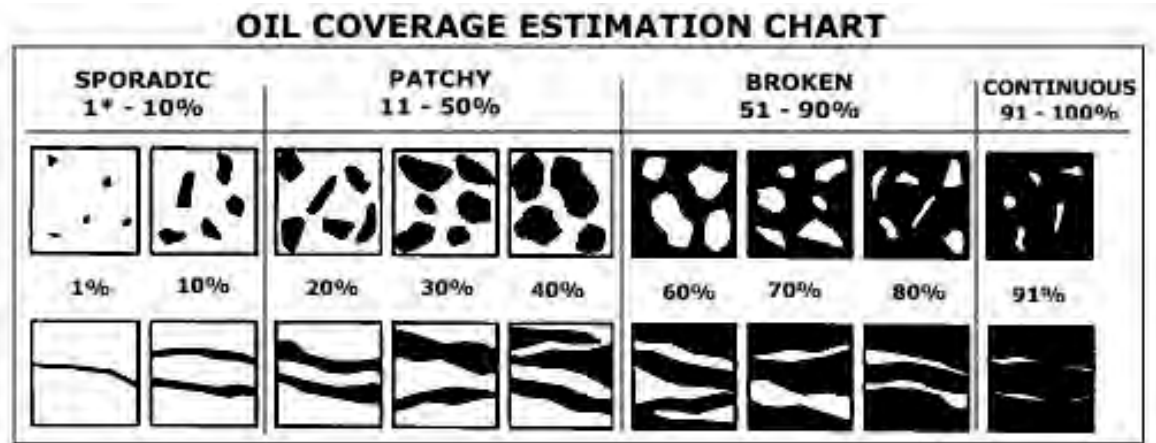 OIL COVERAGE ESTIMATION CHART
SPORADIC PATCHY BROKEN CONTINUOUS
1* - 10% 11 - 50% 51 - 90% 91 - 100%
1% 10% 20% 30% 40% 60% 70% 80% 91%